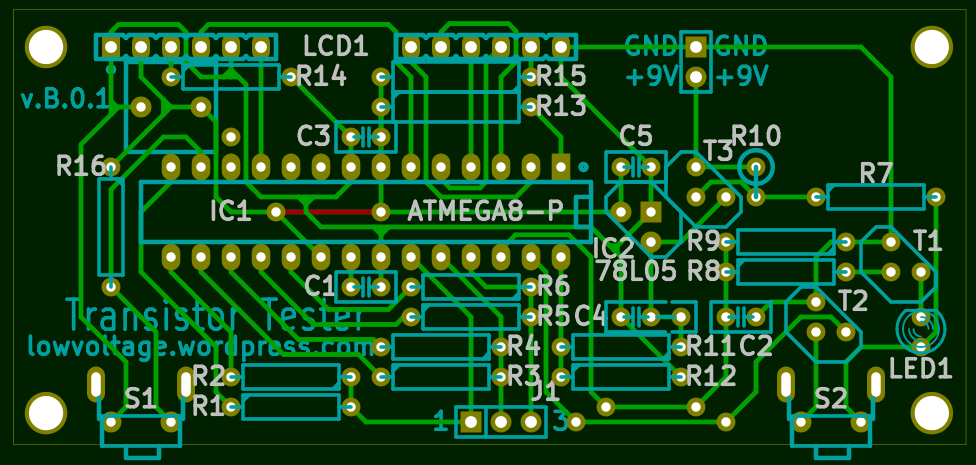 LCD1 GND GND
R14 R15 +9V +9V
v.B.0.1
R13
C3 C5 R10
T3
R16 R7
IC1 ATMEGA8-P
IC2 R9 T1
78L05 R8
C1 R6
T2
Transistor Tester R5 C4
lowvoltage.wordpress.com R4 R11 C2
LED1
R2 R3 R12
J1
S1 S2
R1
1 3